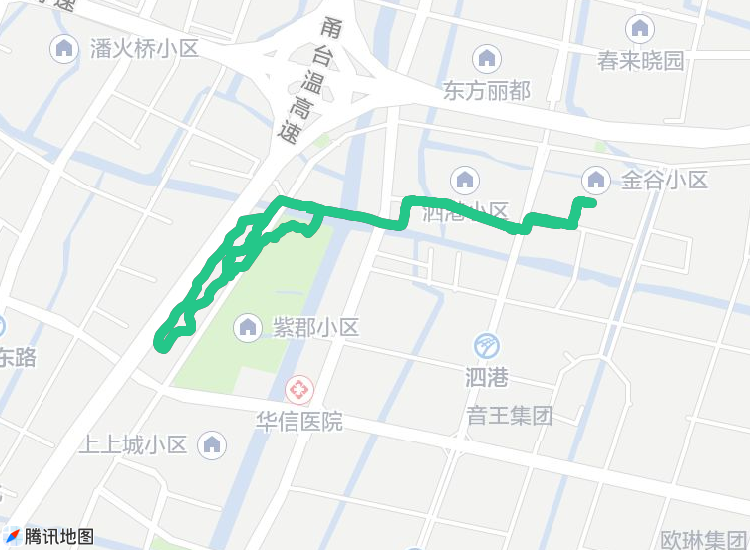 速
潘火桥小区
甬台温高速
春来晓园
东方丽都
金谷小区
泗港小区
紫郡小区
东路
泗港
华信医院
音王集团
上上城小区
腾讯地图
欧琳集团